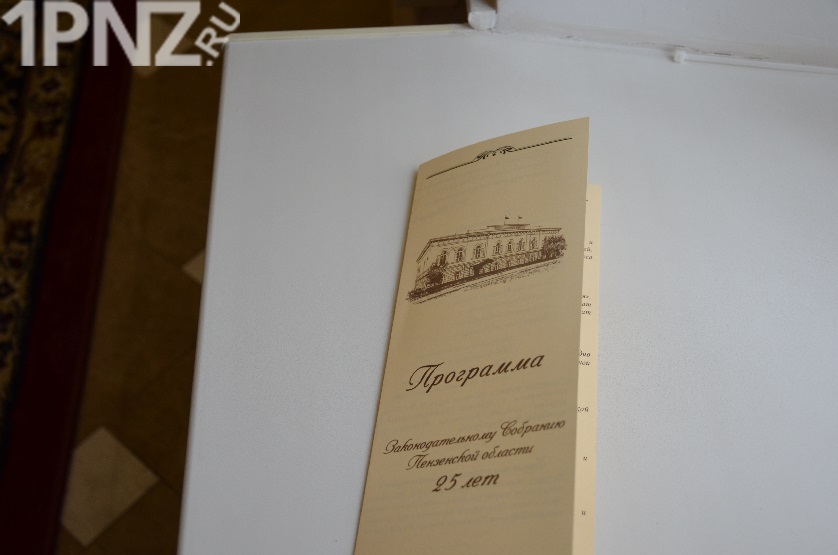 1PNZ.RU
Программа
Законодательному Собранию
Пензенской области
25 лет